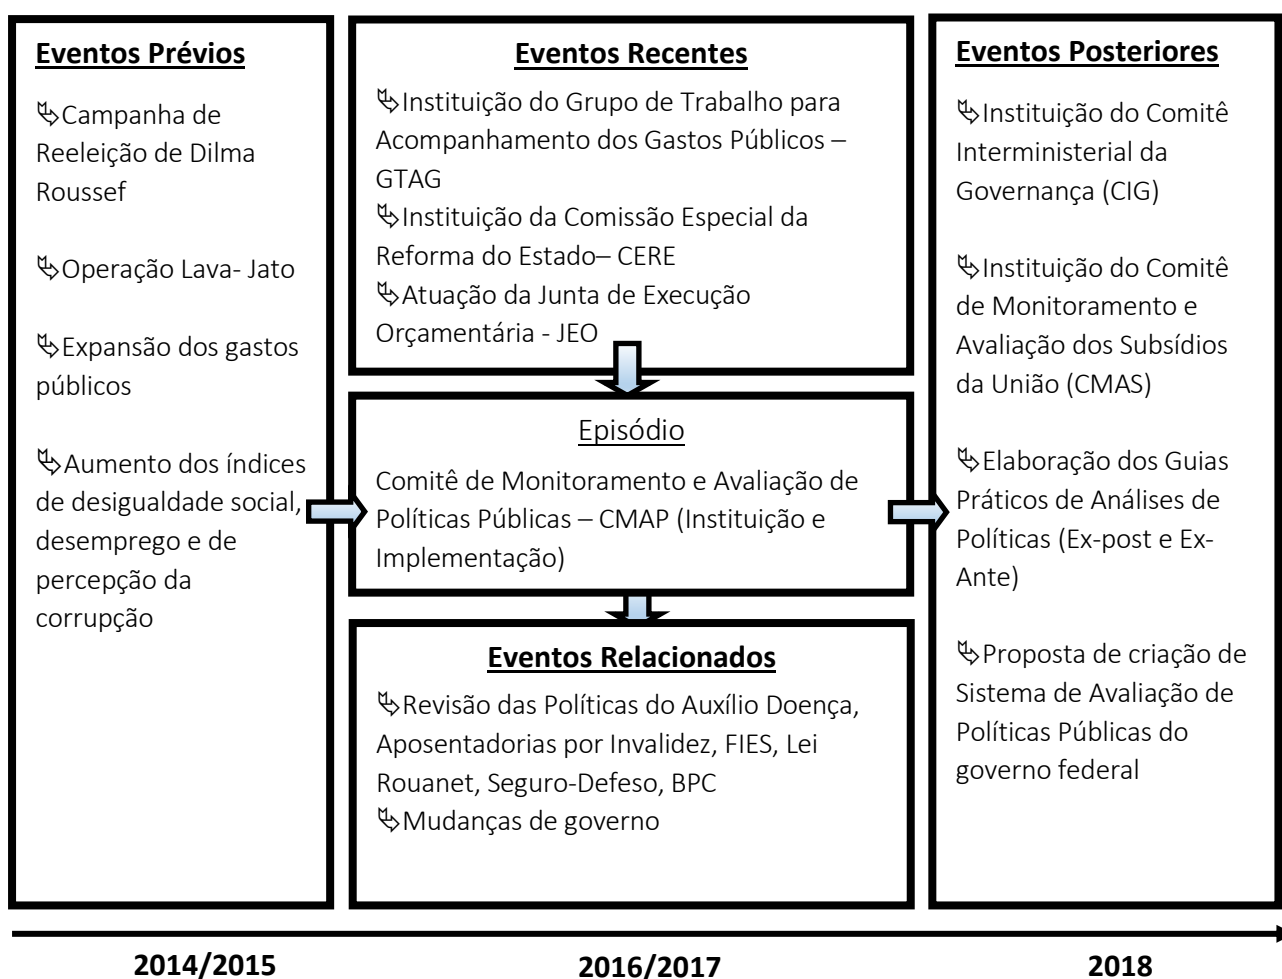 Eventos Prévios
Campanha de
Reeleição de Dilma
Roussef
Operação Lava- Jato
Expansão dos gastos
públicos
Aumento dos índices
de desigualdade social,
desemprego e de
percepção da
corrupção
Eventos Recentes
Instituição do Grupo de Trabalho para
Acompanhamento dos Gastos Públicos –
GTAG
Instituição da Comissão Especial da
Reforma do Estado– CERE
Atuação da Junta de Execução
Orçamentária - JEO
Episódio
Comitê de Monitoramento e Avaliação de
Políticas Públicas – CMAP (Instituição e
Implementação)
Eventos Relacionados
Revisão das Políticas do Auxílio Doença,
Aposentadorias por Invalidez, FIES, Lei
Rouanet, Seguro-Defeso, BPC
Mudanças de governo
Eventos Posteriores
Instituição do Comitê
Interministerial da
Governança (CIG)
Instituição do Comitê
de Monitoramento e
Avaliação dos Subsídios
da União (CMAS)
Elaboração dos Guias
Práticos de Análises de
Políticas (Ex-post e Ex-
Ante)
Proposta de criação de
Sistema de Avaliação de
Políticas Públicas do
governo federal
2014/2015
2016/2017
2018